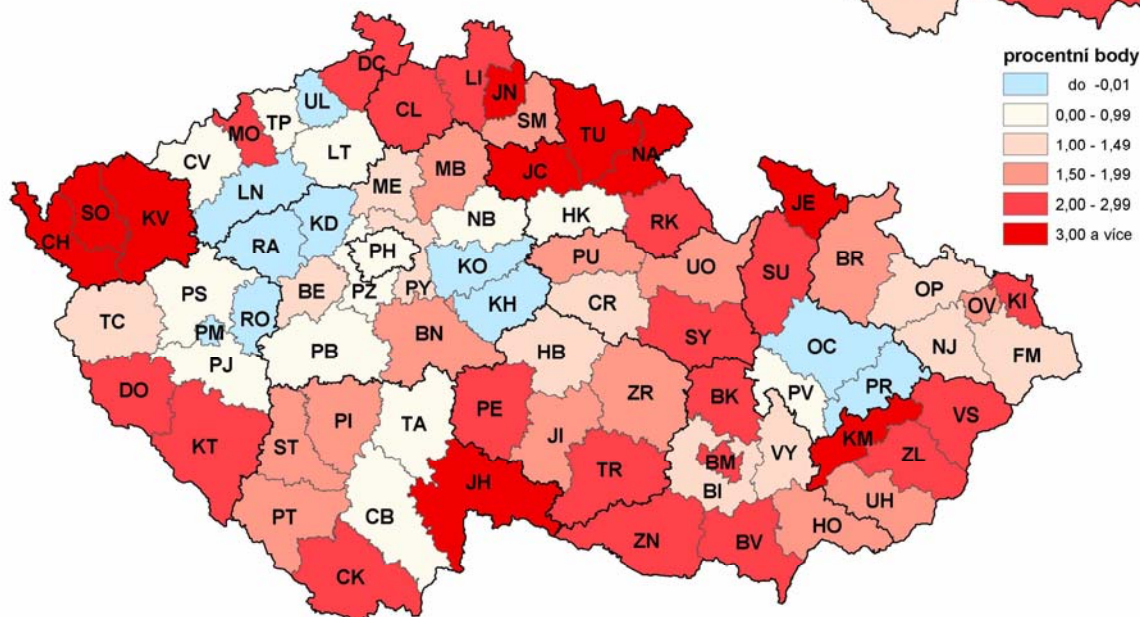 procentní body
do -0,01
0,00 - 0,99
1,00 - 1,49
1,50 - 1,99
2,00 - 2,99
3,00 a více
DC
LI
JN
UL
CL
TP
SM
MO
TU
LT
CV
NA
MB
JC
ME
LN
JE
SO
KV
NB
HK
RK
CH
KD
RA
PH
BR
KO
PU
UO
SU
OP
PS
BE
PZ
PY
KH
CR
OV
KI
TC
RO
PM
SY
OC
NJ
FM
PB
BN
HB
PJ
PR
DO
ZR
BK
PV
PE
TA
VS
PI
KT
ST
JI
KM
ZL
VY
BM
TR
JH
BI
UH
PT
CB
HO
ZN
BV
CK